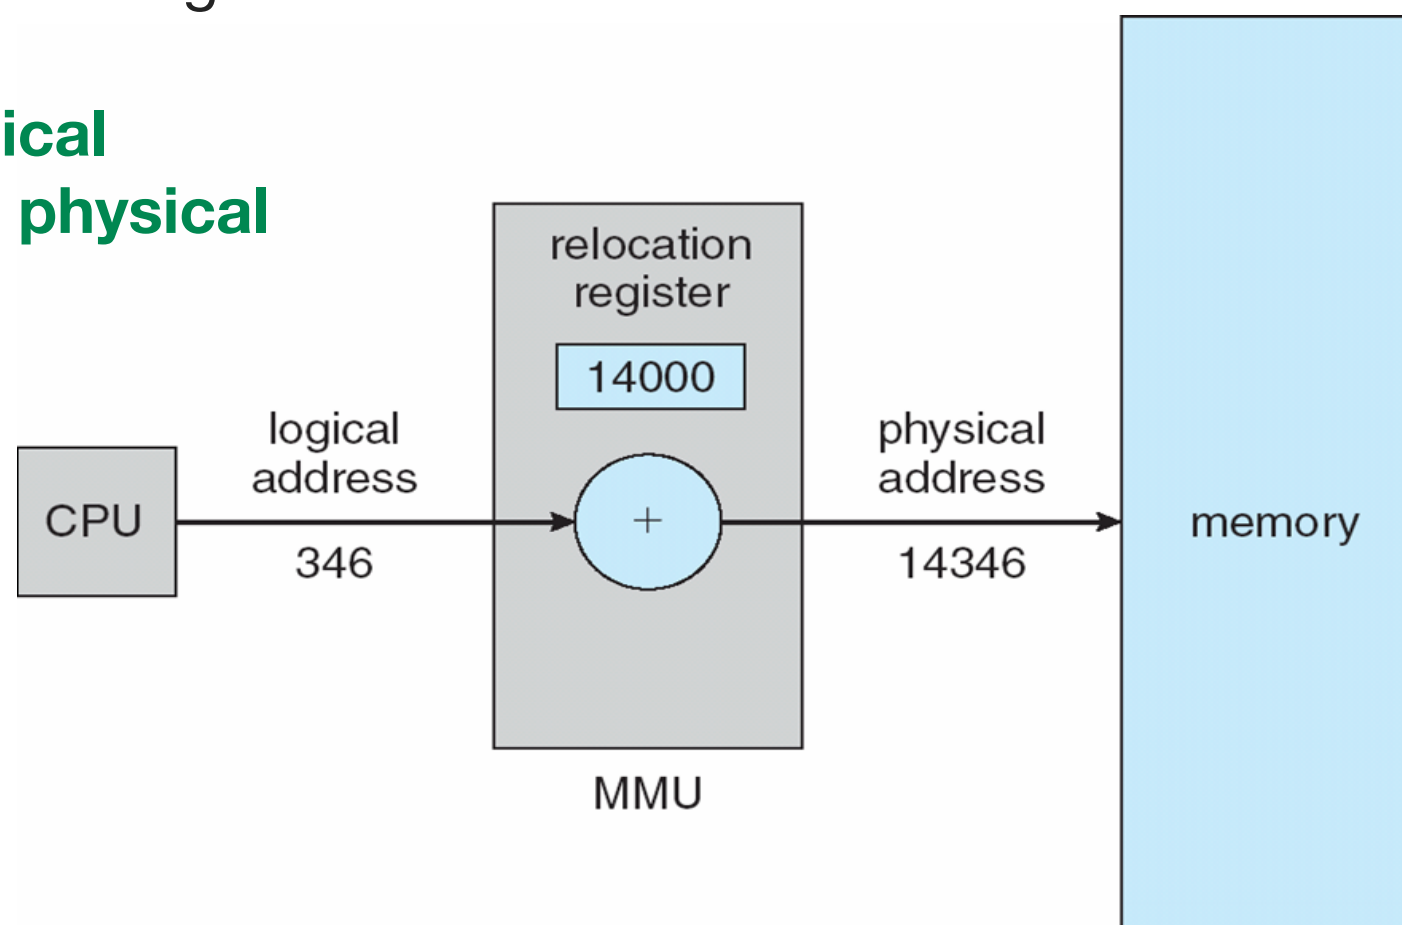 ical
physical
relocation
register
14000
logical
address
physical
address
CPU
+
memory
346
14346
MMU